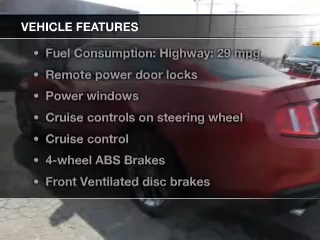 VEHICLE FEATURES
• Fuel Consumption: Highway: 29 mpg
• Remote power door locks
• Power windows
• Cruise controls on steering wheel
• Cruise control
• 4-wheel ABS Brakes
• Front Ventilated disc brakes